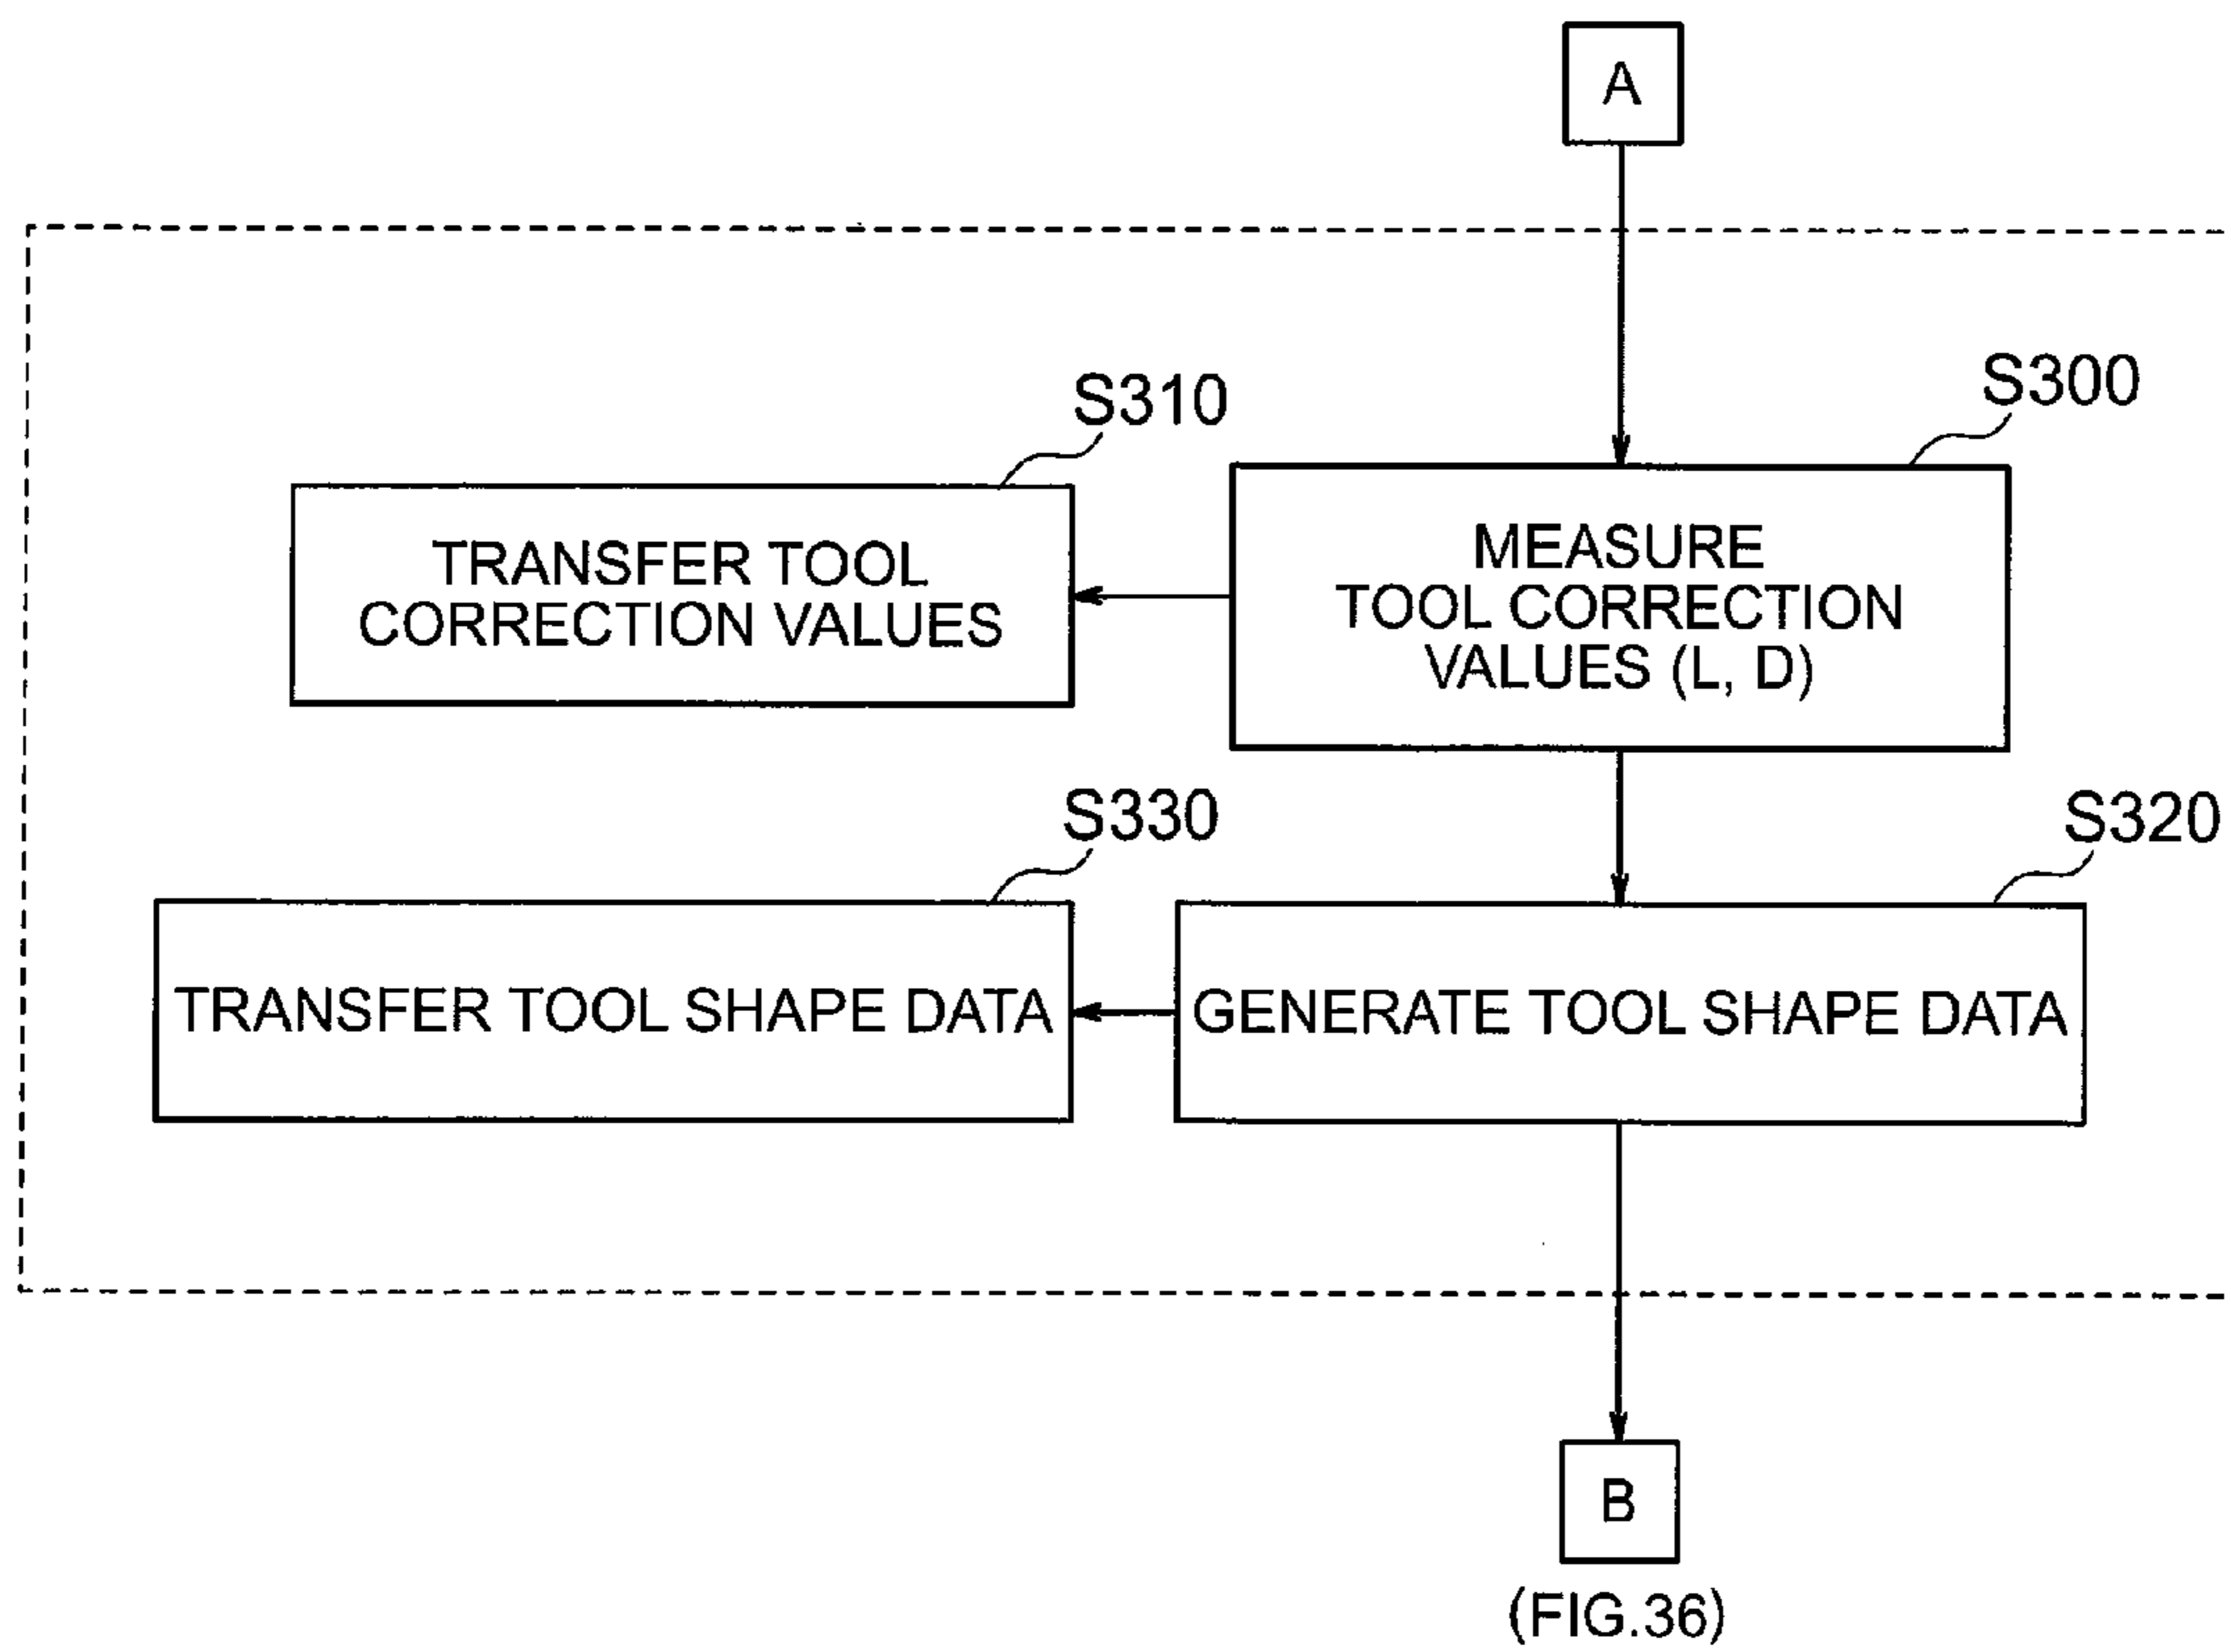 A
S310
S300
TRANSFER TOOL
CORRECTION VALUES
MEASURE
TOOL CORRECTION
VALUES (L, D)
S330
S320
TRANSFER TOOL SHAPE DATA
GENERATE TOOL SHAPE DATA
B
(FIG.36)